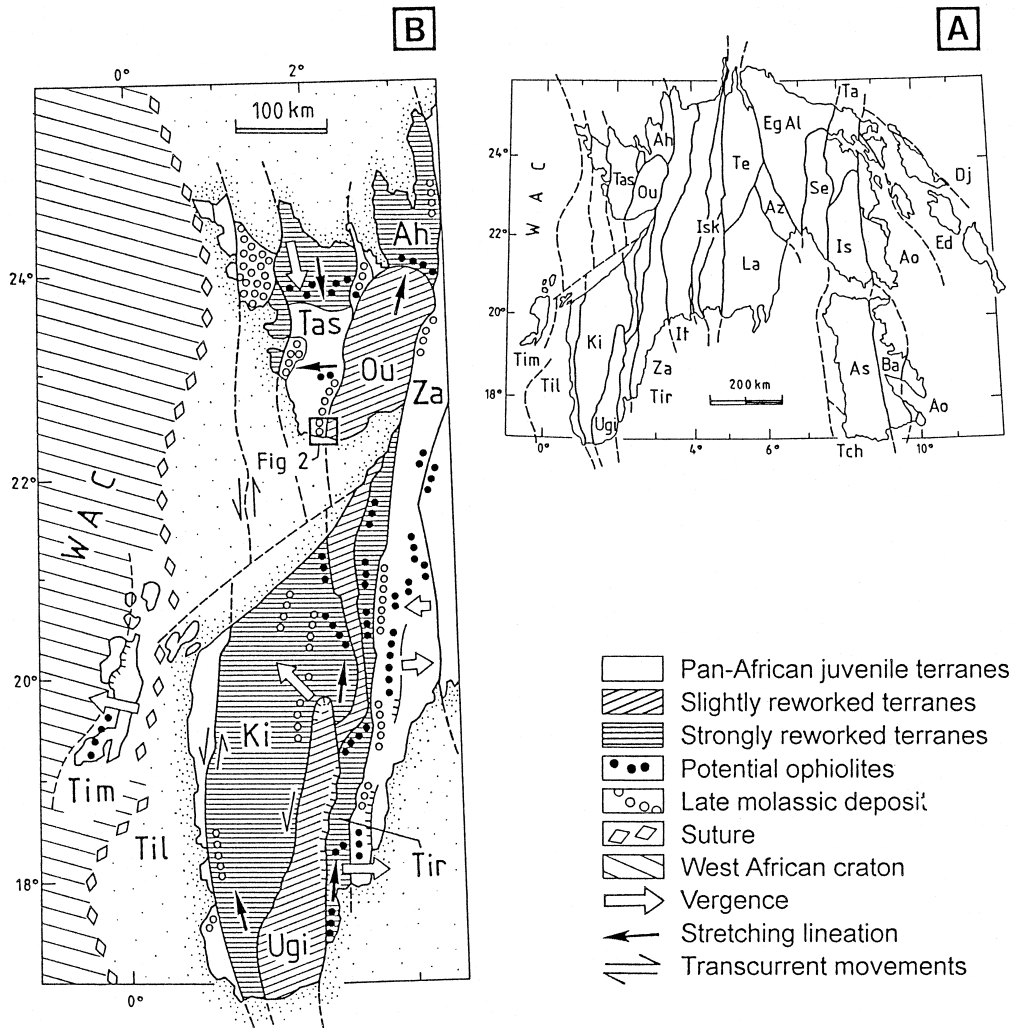 B
0° 2°
100 km
24°
22°
20°
18°
0°
W A C
Ah
Tas
Ou
Za
Fig 2
Ki
Tim
Til
Tir
Ugi
A
Ta
Eg Al
24°
Ah
Dj
W A C
Tas
Ou
Te
Se
Az
22°
Isk
Is
Ed
La
Ao
20°
Ki
It
Tim
Til
Za
Tir
As
Ba
18°
200 km
Ugi
Ao
0° 2° 4° 6° 10°
Tch
Pan-African juvenile terranes
Slightly reworked terranes
Strongly reworked terranes
Potential ophiolites
Late molassic deposit
Suture
West African craton
Vergence
Stretching lineation
Transcurrent movements